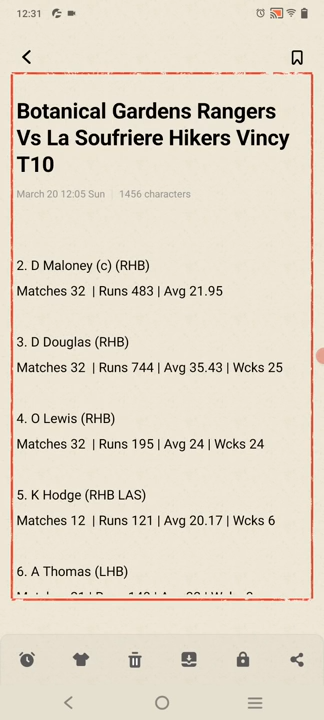 12:31
Botanical Gardens Rangers
Vs La Soufriere Hikers Vincy
T10
March 20 12:05 Sun | 1456 characters
2. D Maloney (c) (RHB)
Matches 32 | Runs 483 | Avg 21.95
3. D Douglas (RHB)
Matches 32 | Runs 744 | Avg 35.43 | Wcks 25
4. O Lewis (RHB)
Matches 32 | Runs 195 | Avg 24 | Wcks 24
5. K Hodge (RHB LAS)
Matches 12 | Runs 121 | Avg 20.17 | Wcks 6
6. A Thomas (LHB)